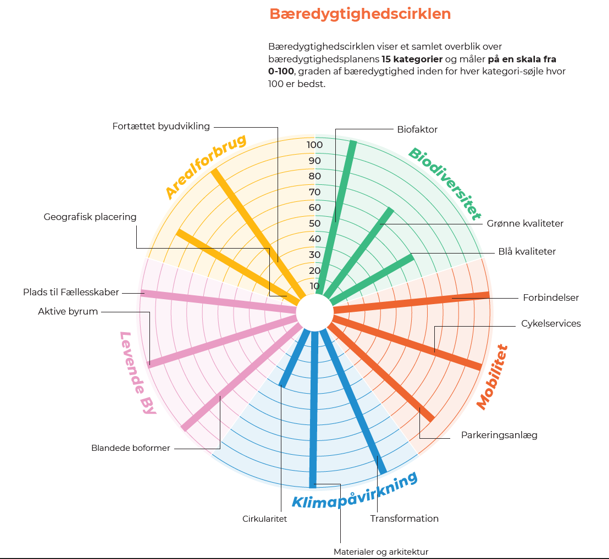 Bæredygtighedscirklen
Bæredygtighedscirklen viser et samlet overblik over
bæredygtighedsplanens 15 kategorier og måler på en skala fra
0-100, graden af bæredygtighed inden for hver kategori-søjle hvor
100 er bedst.
Fortættet byudvikling
Biofaktor
Arealforbrug
Biodiversitet
100
90
80
70
60
50
40
30
20
10
Geografisk placering
Grønne kvaliteter
Blå kvaliteter
Plads til Fællesskaber
Forbindelser
Aktive byrum
Cykelservices
Levende By
Mobilitet
Blandede boformer
Parkeringsanlæg
Klimapåvirkning
Cirkularitet
Transformation
Materialer og arkitektur